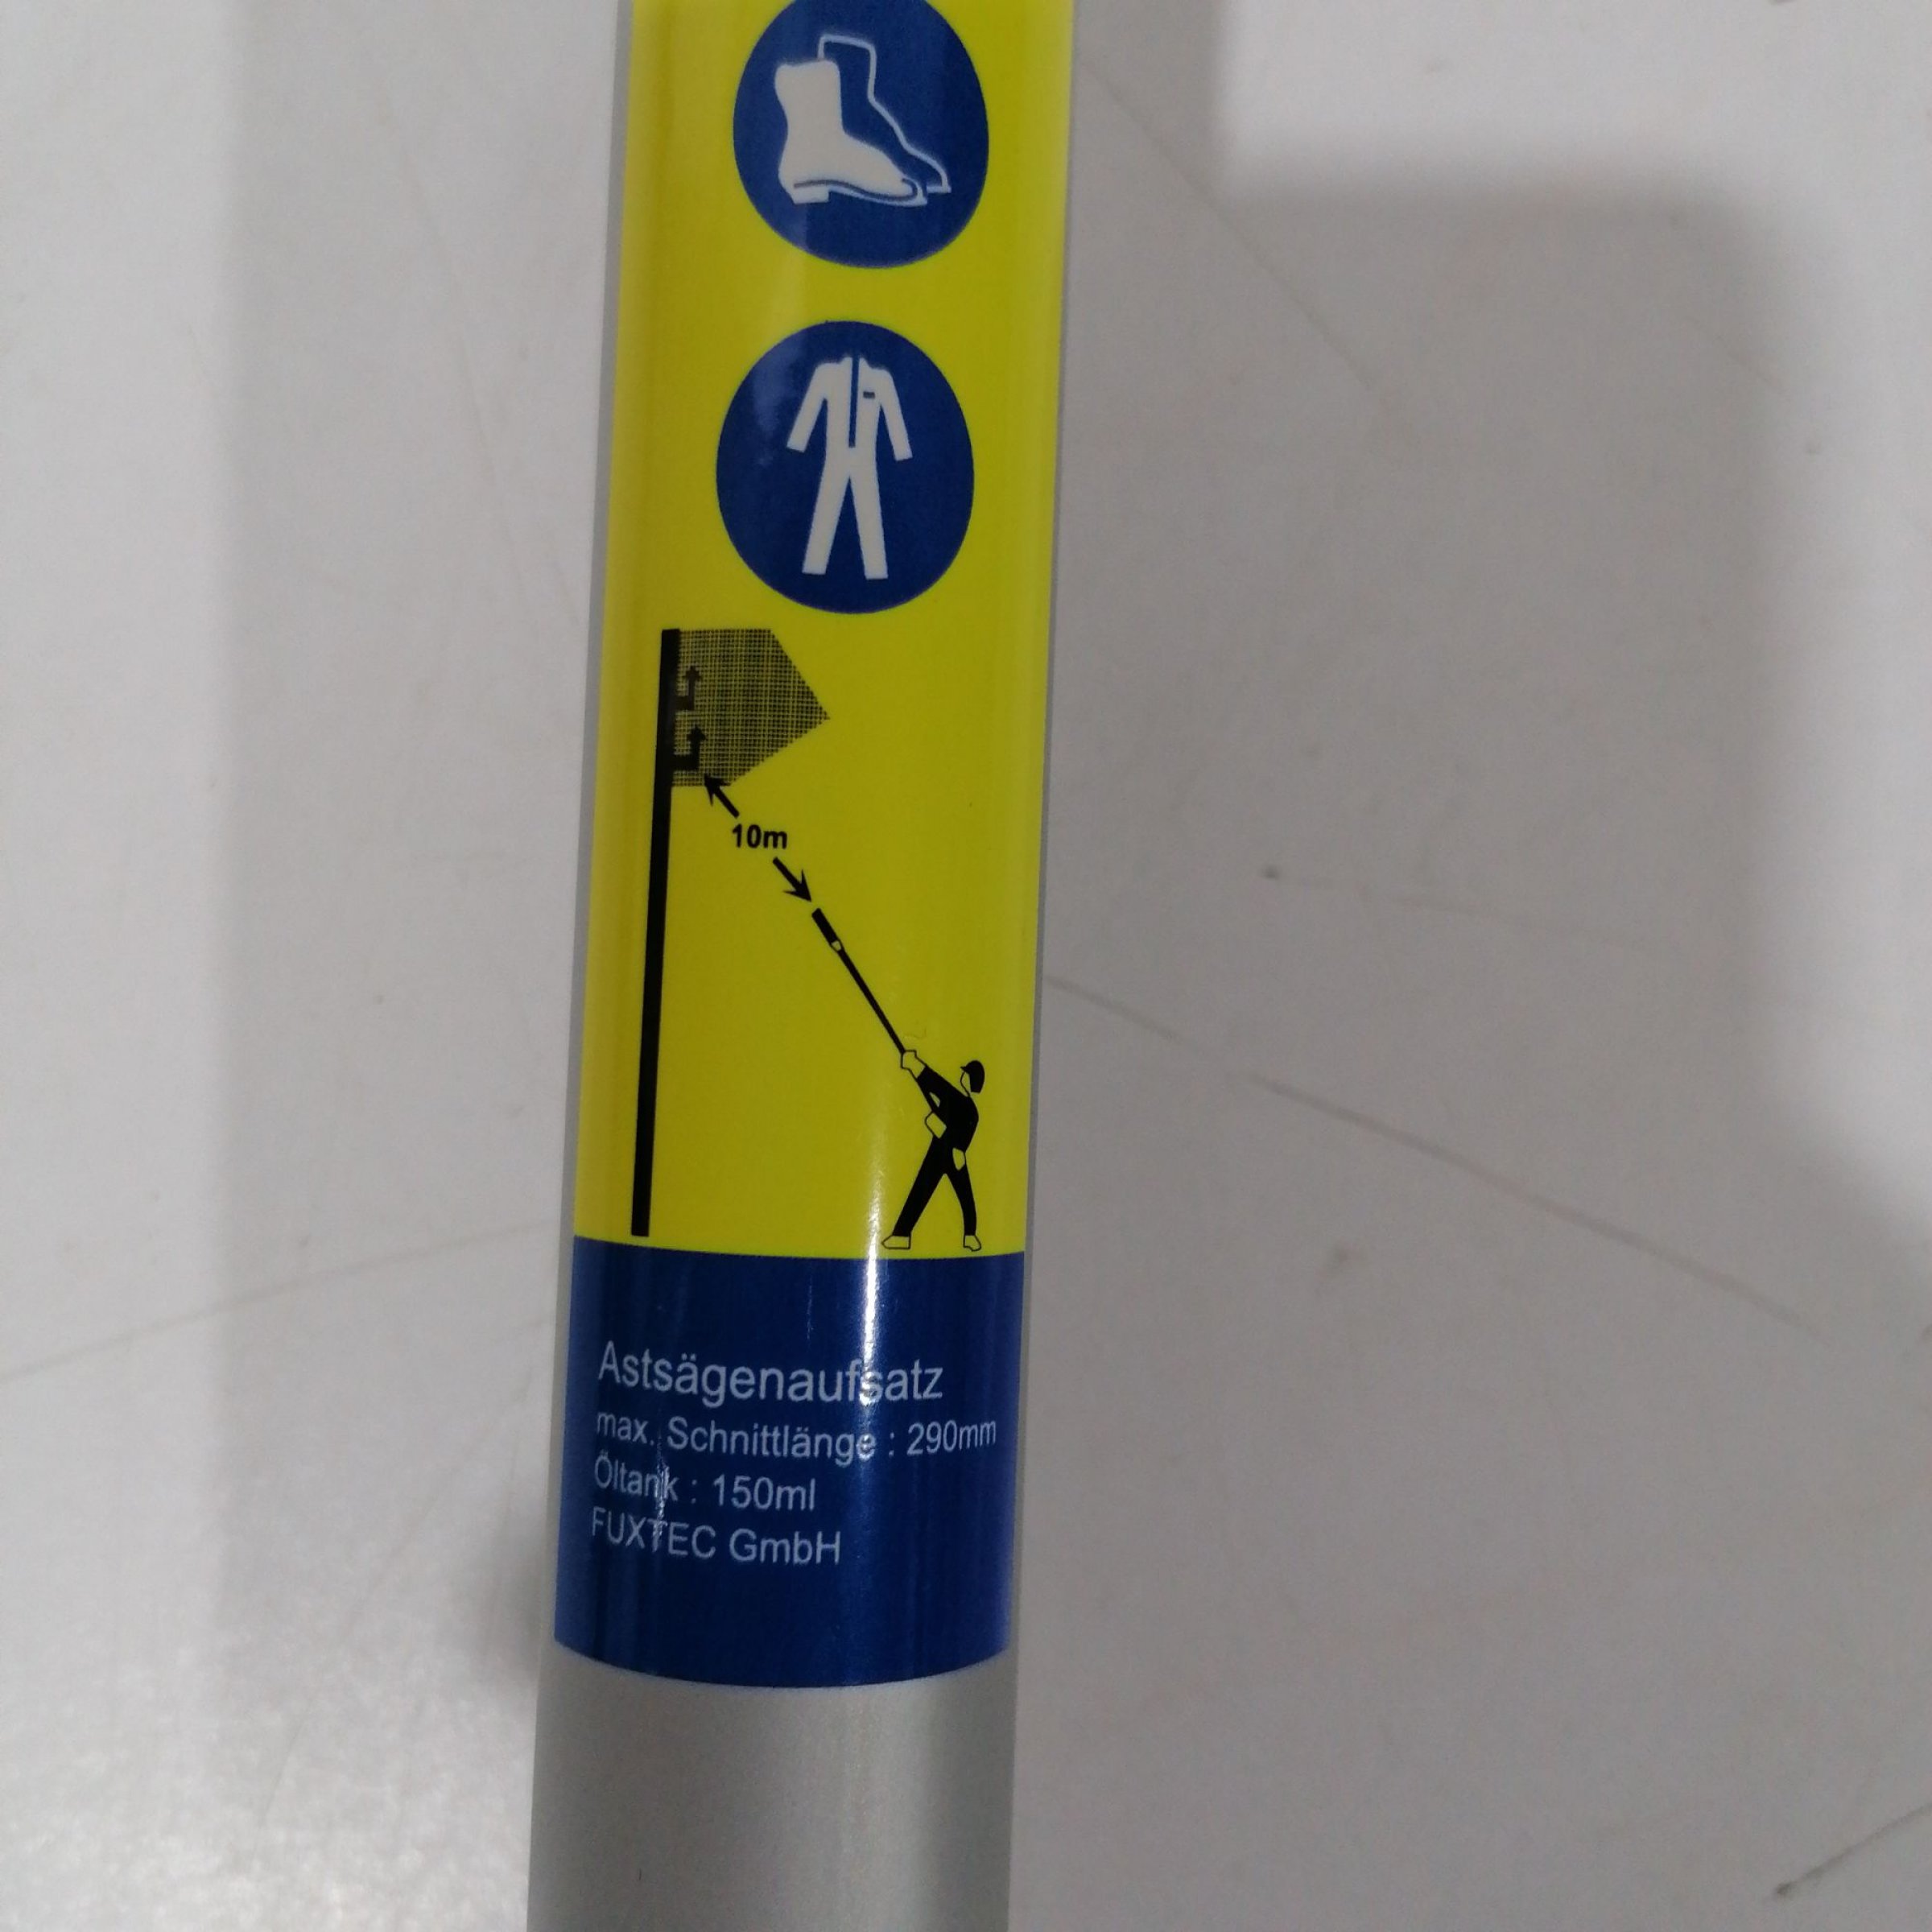 10m
Astsägenaufsatz
max. Schnittlänge : 290mm
Öltank : 150ml
FUXTEC GmbH